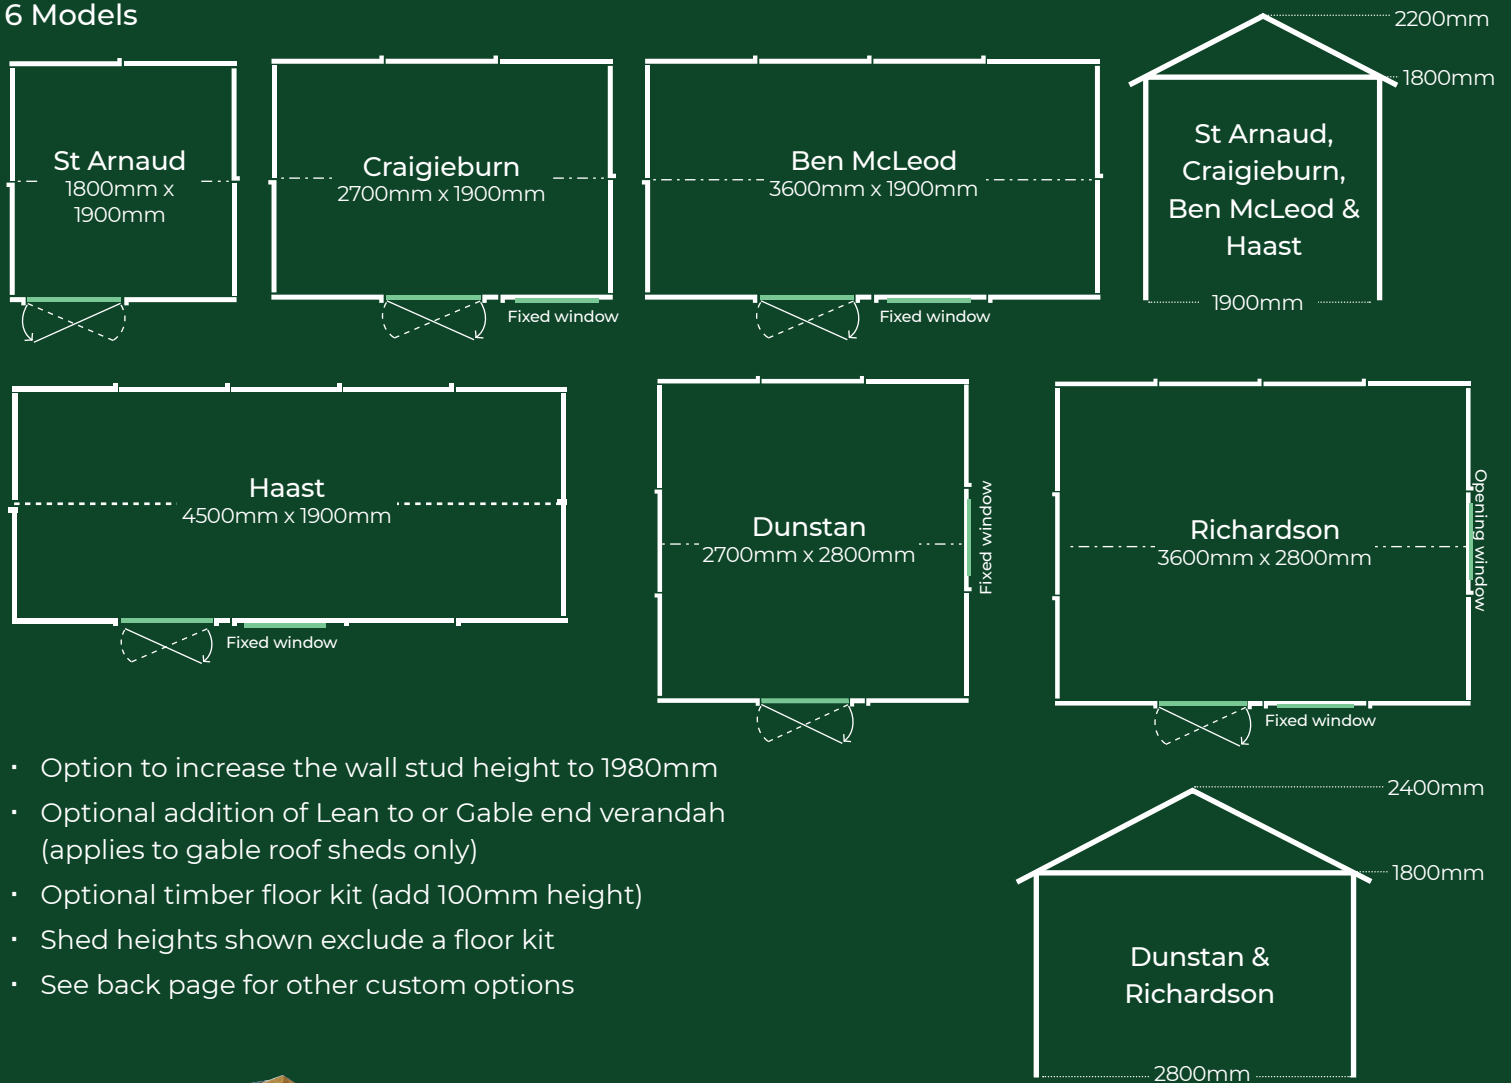 6 Models
St Arnaud
1800mm x
1900mm
Craigieburn
2700mm x 1900mm
Fixed window
Ben McLeod
3600mm x 1900mm
Fixed window
2200mm
1800mm
St Arnaud,
Craigieburn,
Ben McLeod &
Haast
1900mm
Haast
4500mm x 1900mm
Fixed window
Dunstan
2700mm x 2800mm
Fixed window
Richardson
3600mm x 2800mm
Opening window
Fixed window
· Option to increase the wall stud height to 1980mm
· Optional addition of Lean to or Gable end verandah
(applies to gable roof sheds only)
· Optional timber floor kit (add 100mm height)
· Shed heights shown exclude a floor kit
· See back page for other custom options
2400mm
1800mm
Dunstan &
Richardson
2800mm